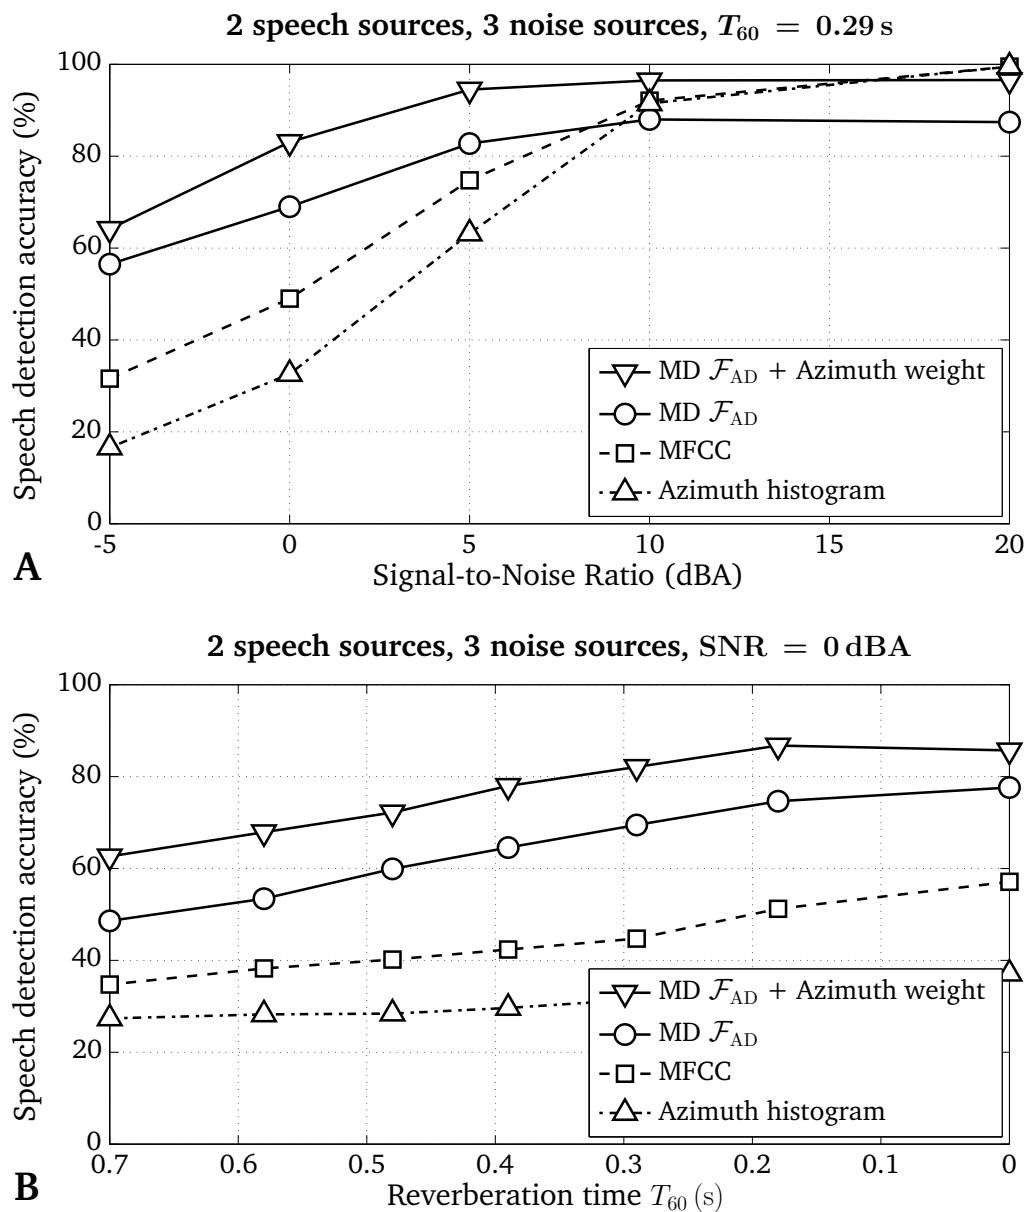 2 speech sources, 3 noise sources, T60 = 0.29 s
100
80
60
40
20
0
Speech detection accuracy (%)
MD FAD + Azimuth weight
MD FAD
MFCC
Azimuth histogram
-5 0 5 10 15 20
Signal-to-Noise Ratio (dBA)
A
2 speech sources, 3 noise sources, SNR = 0 dBA
100
80
60
40
20
0
Speech detection accuracy (%)
MD FAD + Azimuth weight
MD FAD
MFCC
Azimuth histogram
0.7 0.6 0.5 0.4 0.3 0.2 0.1 0
Reverberation time T60 (s)
B